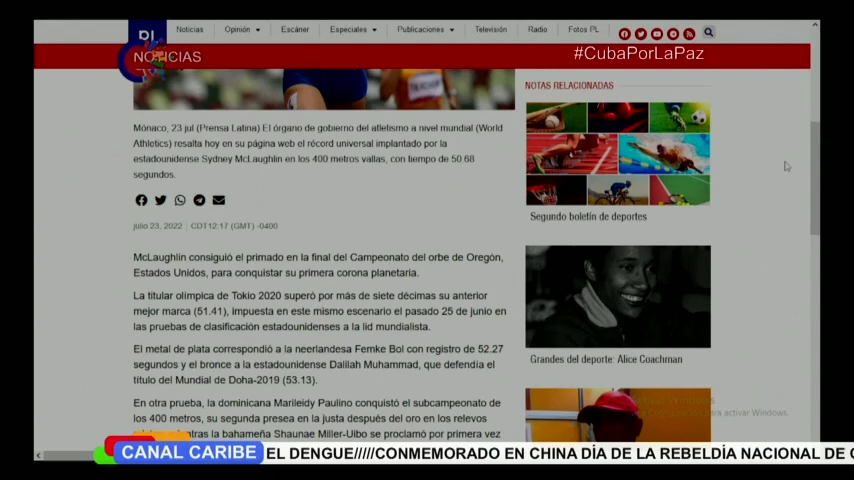 PL
Noticias Opinión Escáner Especiales Publicaciones Televisión Radio Fotos PL
NOTICIAS
#CubaPorLaPaz
NOTAS RELACIONADAS
Mónaco, 23 jul (Prensa Latina) El órgano de gobierno del atletismo a nivel mundial (World
Athletics) resalta hoy en su página web el récord universal implantado por la
estadounidense Sydney McLaughlin en los 400 metros vallas, con tiempo de 50.68
segundos.
julio 23, 2022 | CDT12:17 (GMT) -0400
McLaughlin consiguió el primado en la final del Campeonato del orbe de Oregón,
Estados Unidos, para conquistar su primera corona planetaria.
La titular olímpica de Tokio 2020 superó por más de siete décimas su anterior
mejor marca (51.41), impuesta en este mismo escenario el pasado 25 de junio en
las pruebas de clasificación estadounidenses a la lid mundialista.
El metal de plata correspondió a la neerlandesa Femke Bol con registro de 52.27
segundos y el bronce a la estadounidense Dalilah Muhammad, que defendía el
título del Mundial de Doha-2019 (53.13).
En otra prueba, la dominicana Marileidy Paulino conquistó el subcampeonato de
los 400 metros, su segunda presea en la justa después del oro en los relevos
mientras la bahameña Shaunae Miller-Uibo se proclamó por primera vez
Segundo boletín de deportes
Grandes del deporte: Alice Coachman
Activar Windows
para activar Windows.
CANAL CARIBE
EL DENGUE/////CONMEMORADO EN CHINA DÍA DE LA REBELDÍA NACIONAL DE